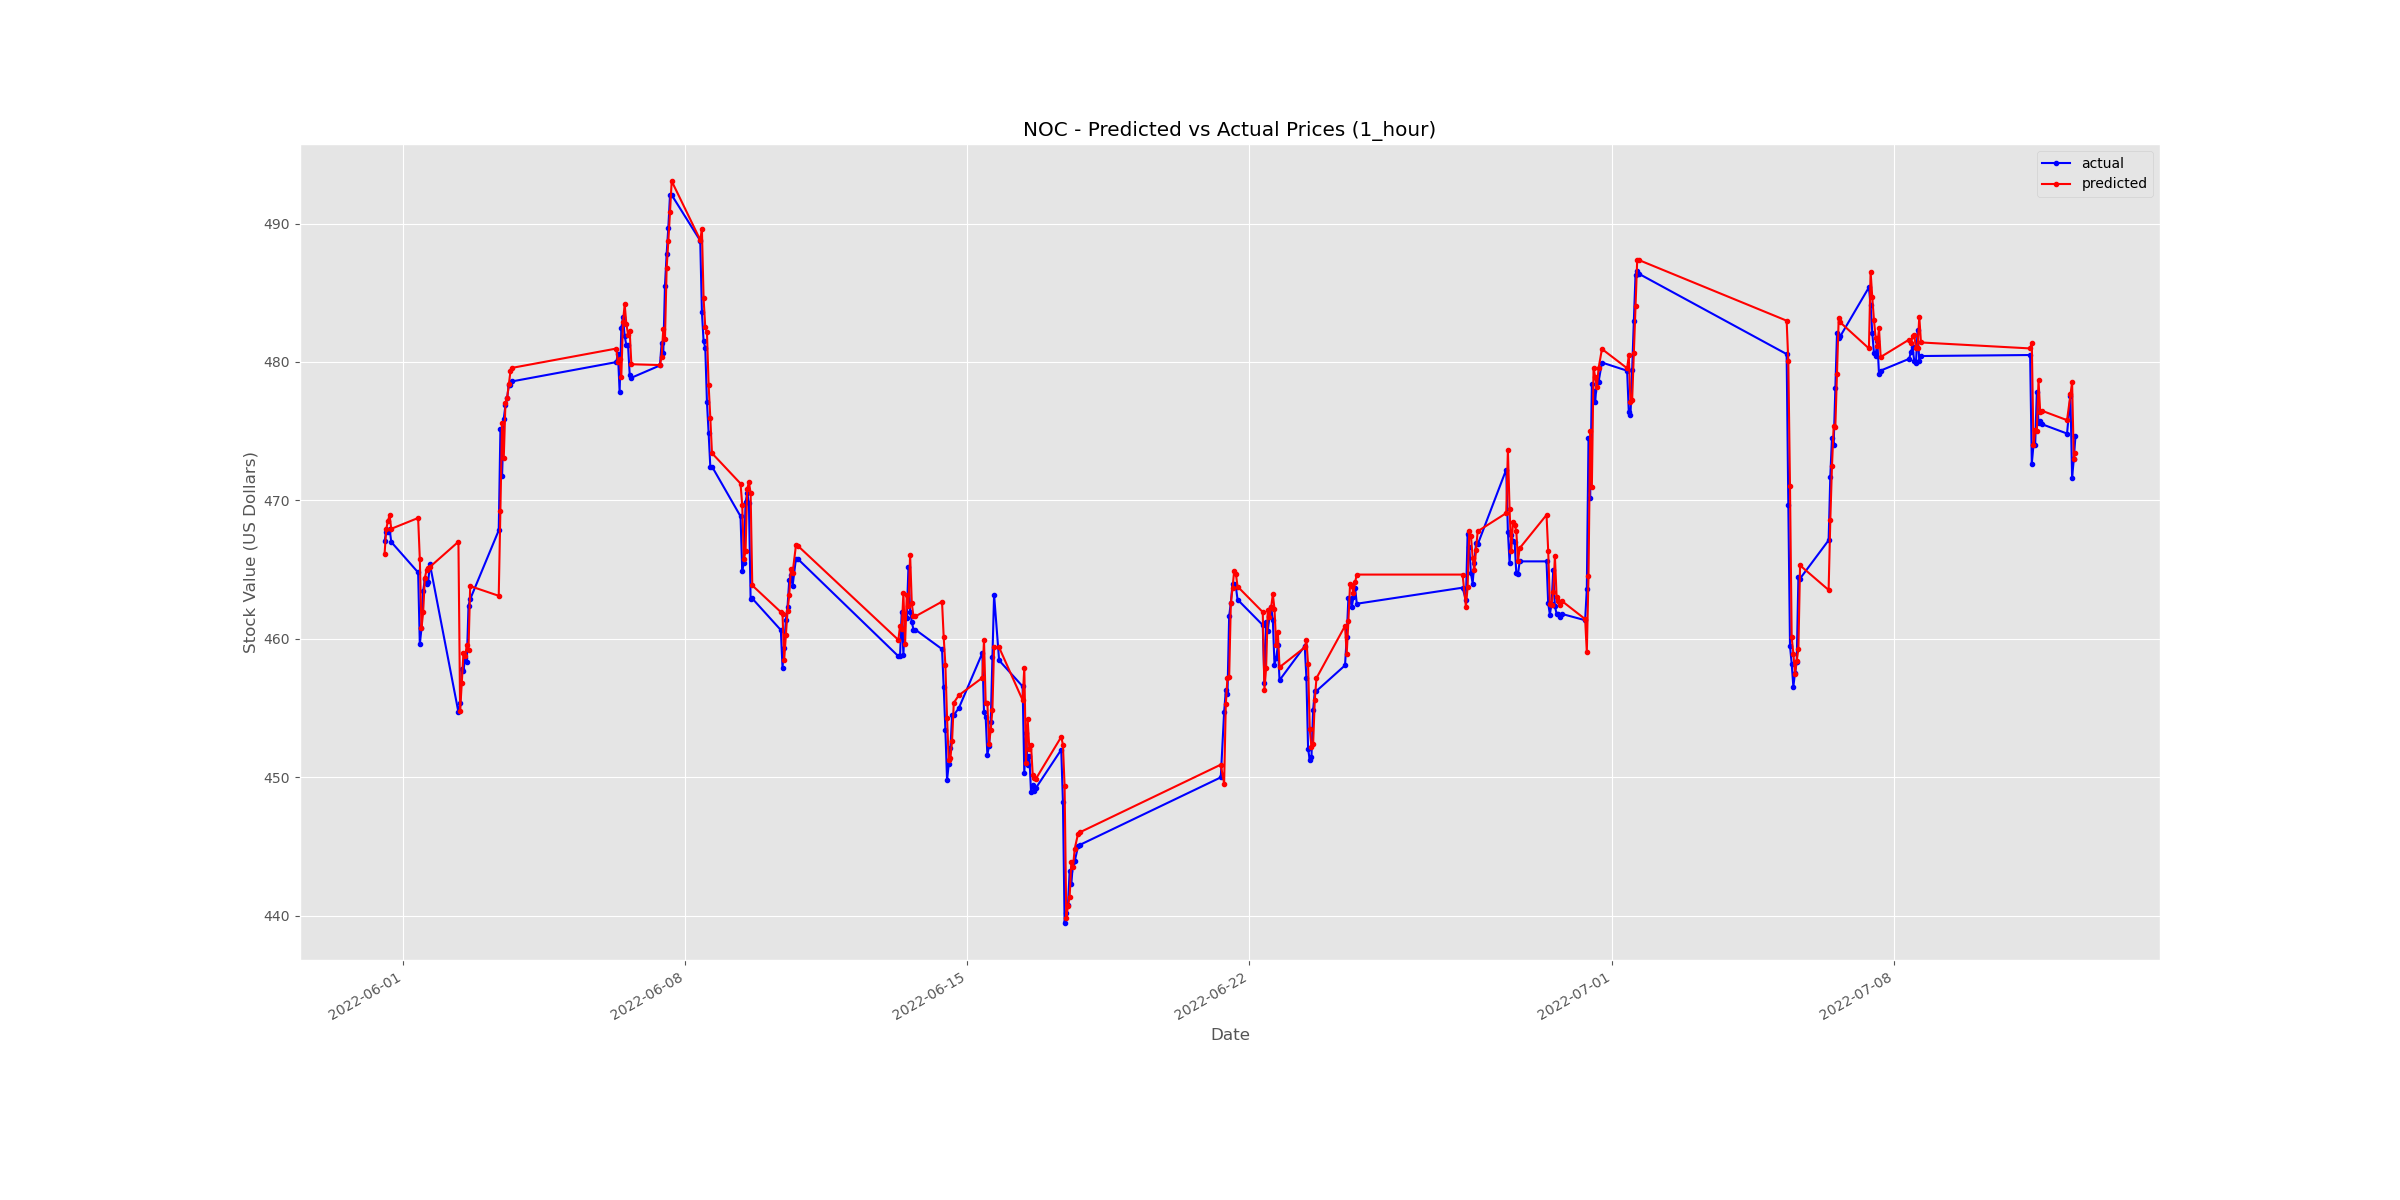 NOC - Predicted vs Actual Prices (1_hour)
actual
predicted
490
480
470
460
450
440
Stock Value (US Dollars)
2022-06-01
2022-06-08
2022-06-15
2022-06-22
2022-07-01
2022-07-08
Date